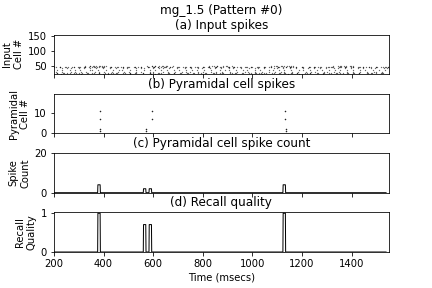 mg_1.5 (Pattern #0)
(a) Input spikes
Input
Cell #
150
100
50
(b) Pyramidal cell spikes
Pyramidal
Cell #
10
0
(c) Pyramidal cell spike count
Spike
Count
20
0
(d) Recall quality
Recall
Quality
1
0
200 400 600 800 1000 1200 1400
Time (msecs)